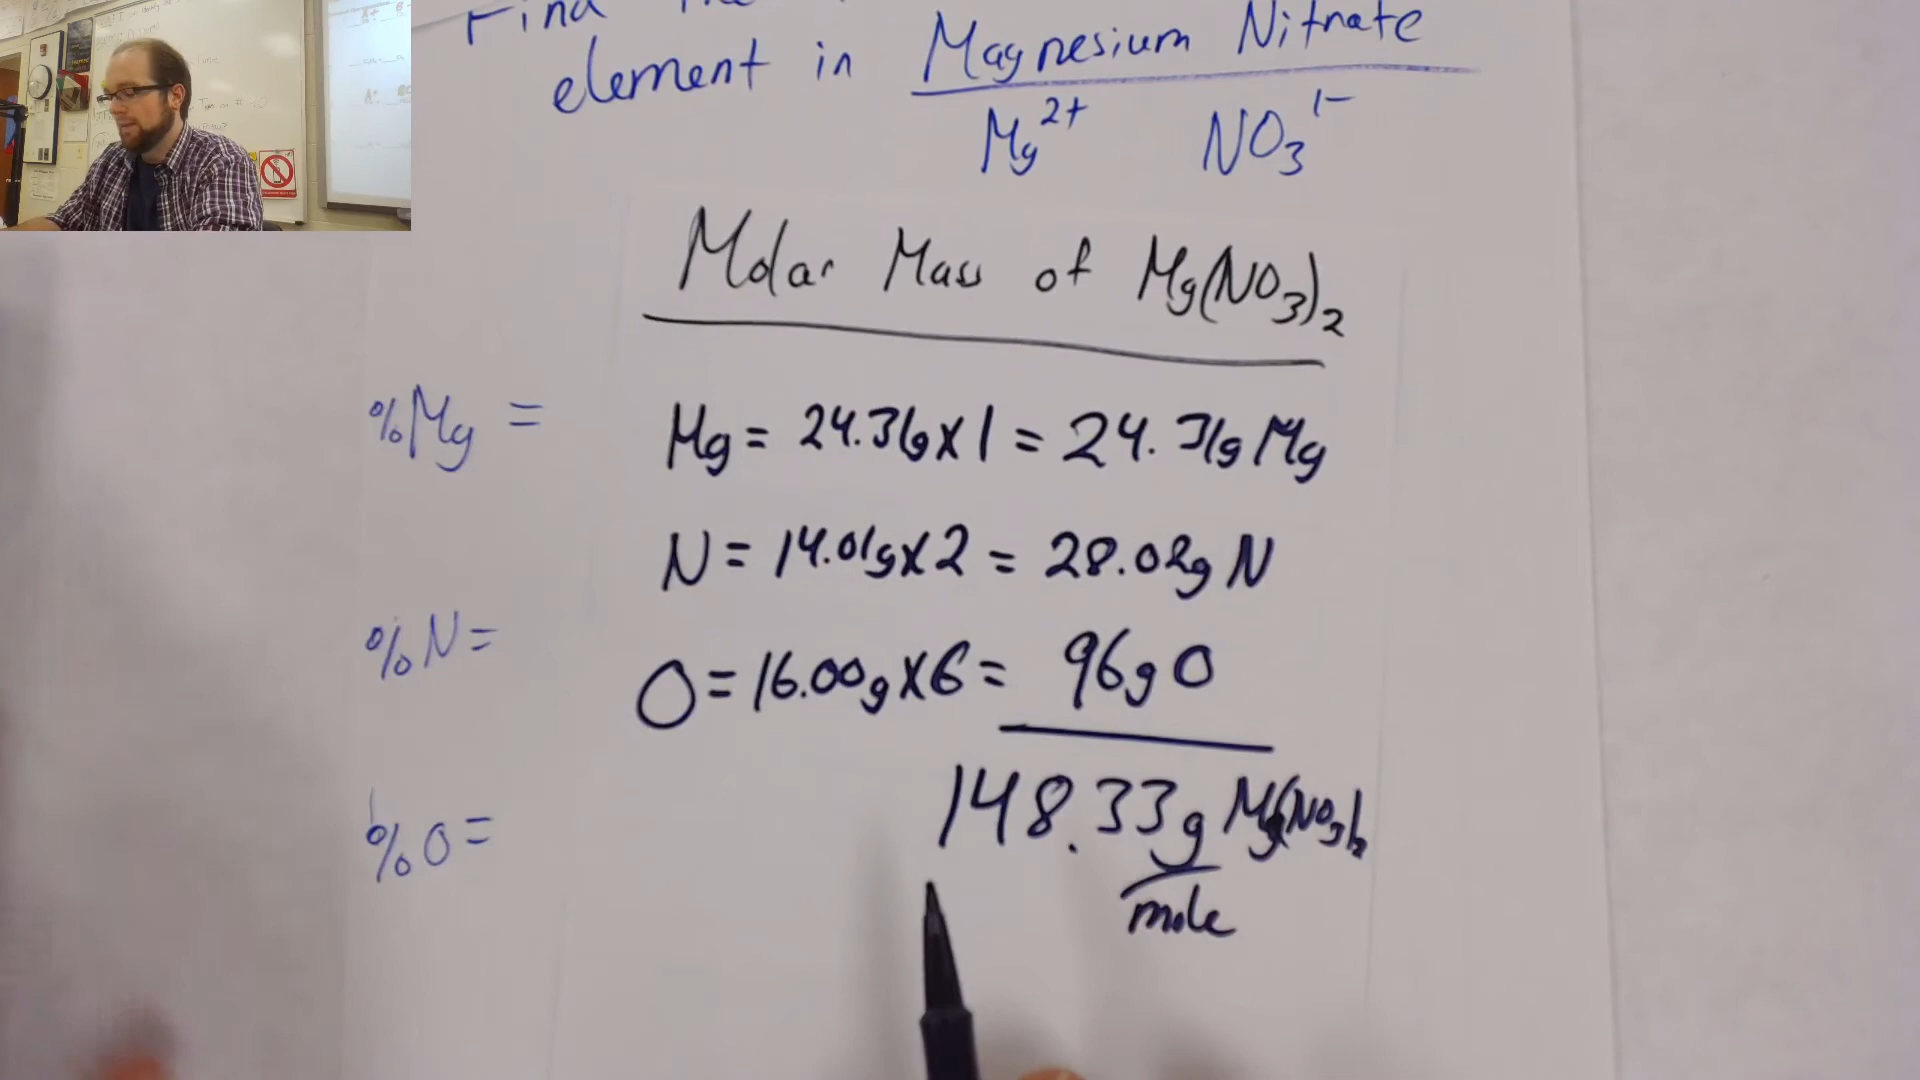 Find
element in Magnesium Nitrate
Mg²⁺ NO₃¹⁻
Molar Mass of Mg(NO₃)₂
%Mg =
Mg = 24.31g x 1 = 24.31g Mg
N = 14.01g x 2 = 28.02g N
%N =
O = 16.00g x 6 = 96g O
148.33g Mg(NO₃)₂
%O =
mole